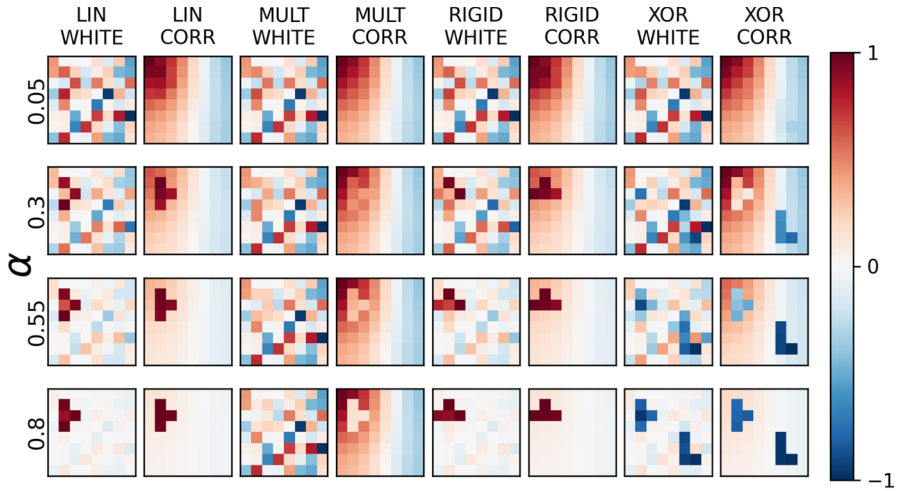 LIN WHITE
LIN CORR
MULT WHITE
MULT CORR
RIGID WHITE
RIGID CORR
XOR WHITE
XOR CORR
α
0.05
0.3
0.55
0.8
1
0
−1